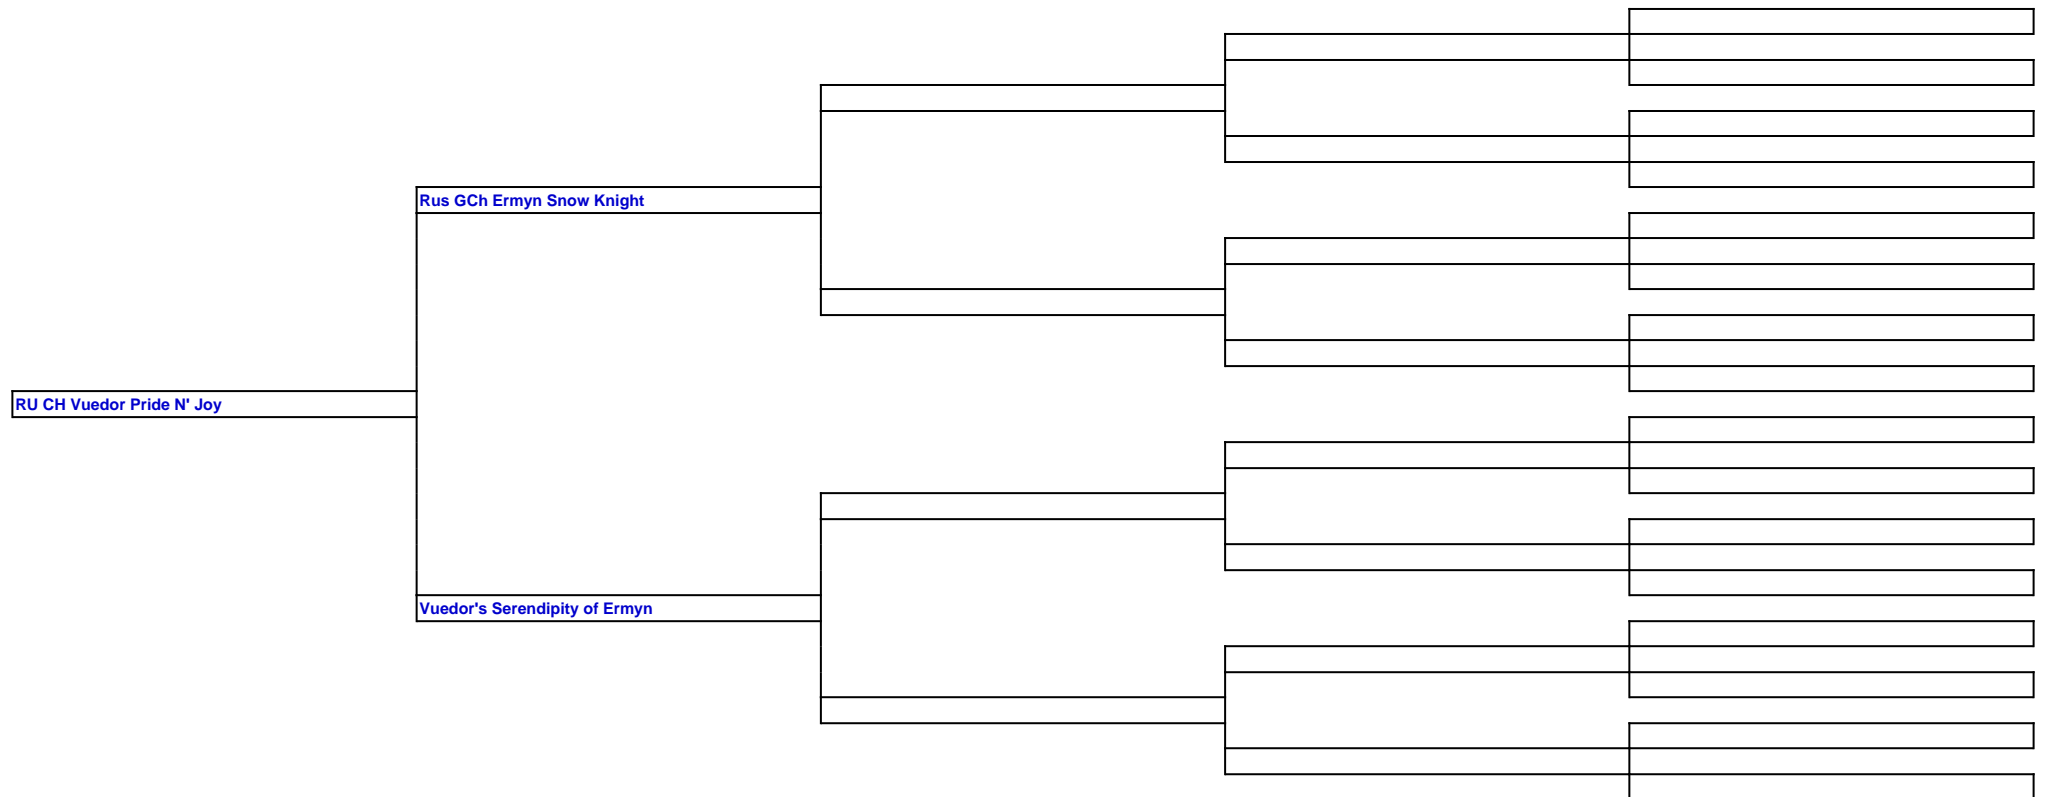 Rus GCh Ermyn Snow Knight
RU CH Vuedor Pride N' Joy
Vuedor's Serendipity of Ermyn